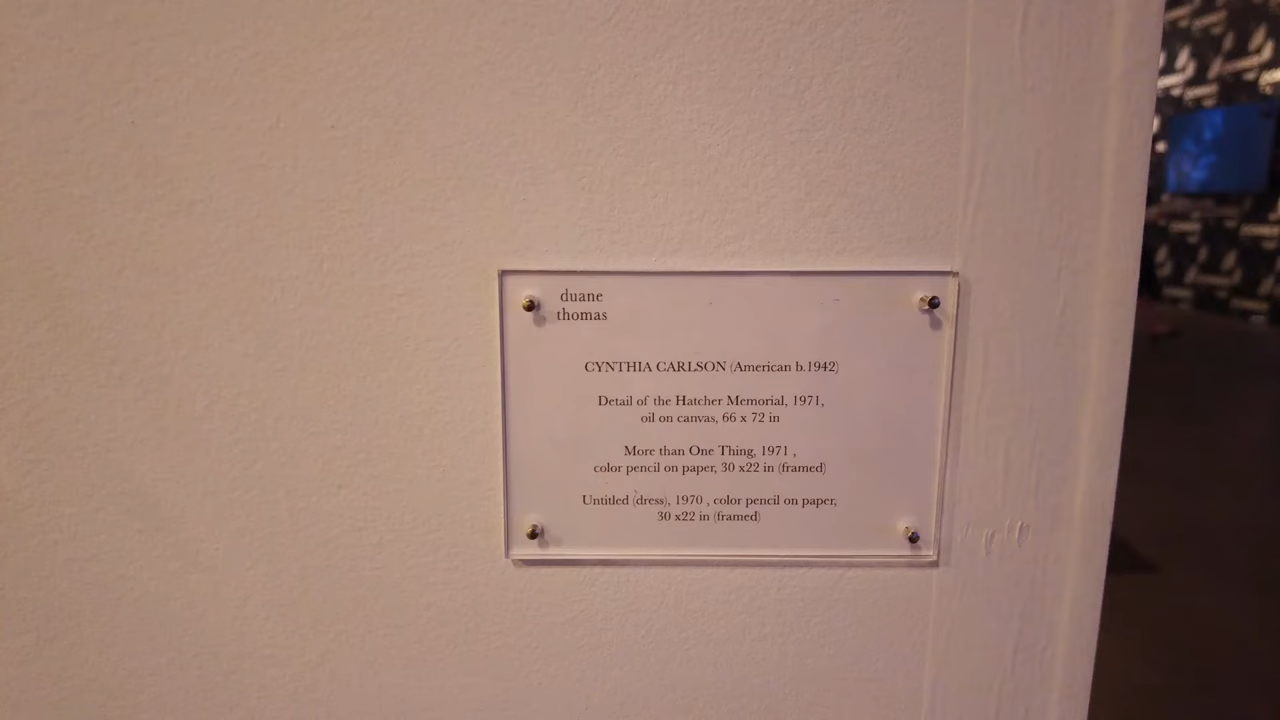 duane
thomas
CYNTHIA CARLSON (American b.1942)
Detail of the Hatcher Memorial, 1971,
oil on canvas, 66 x 72 in
More than One Thing, 1971 ,
color pencil on paper, 30 x22 in (framed)
Untitled (dress), 1970 , color pencil on paper,
30 x22 in (framed)